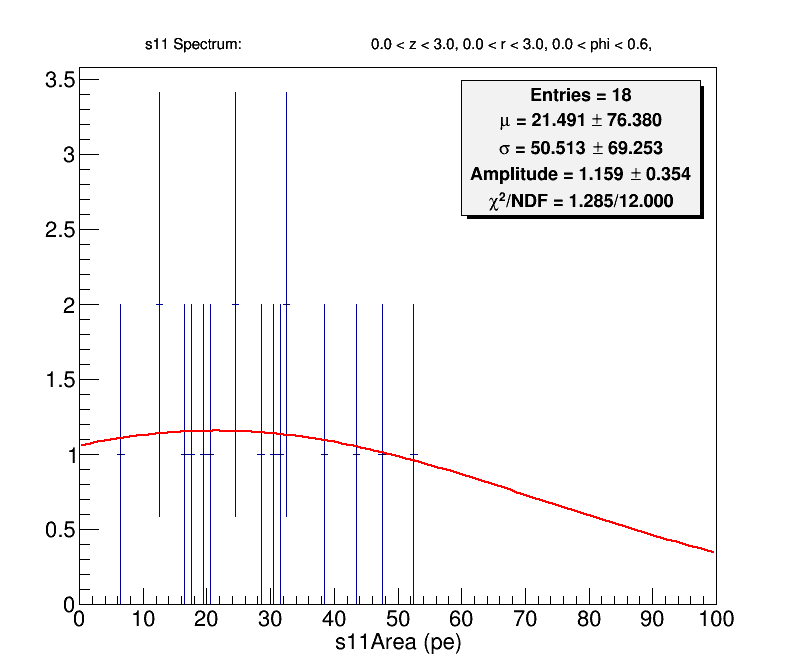 s11 Spectrum: 0.0 < z < 3.0, 0.0 < r < 3.0, 0.0 < phi < 0.6,
Entries = 18
μ = 21.491 ± 76.380
σ = 50.513 ± 69.253
Amplitude = 1.159 ± 0.354
χ²/NDF = 1.285/12.000
3.5
3
2.5
2
1.5
1
0.5
0
0 10 20 30 40 50 60 70 80 90 100
s11Area (pe)